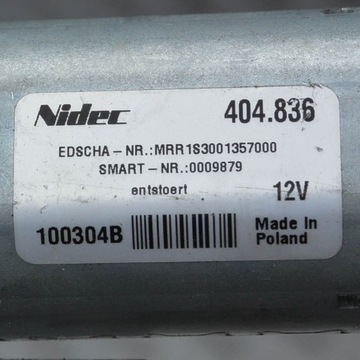 Nidec 404.836
EDSCHA-NR.:MRR1S3001357000
SMART-NR.:0009879
entstoert 12V
100304B Made In
Poland